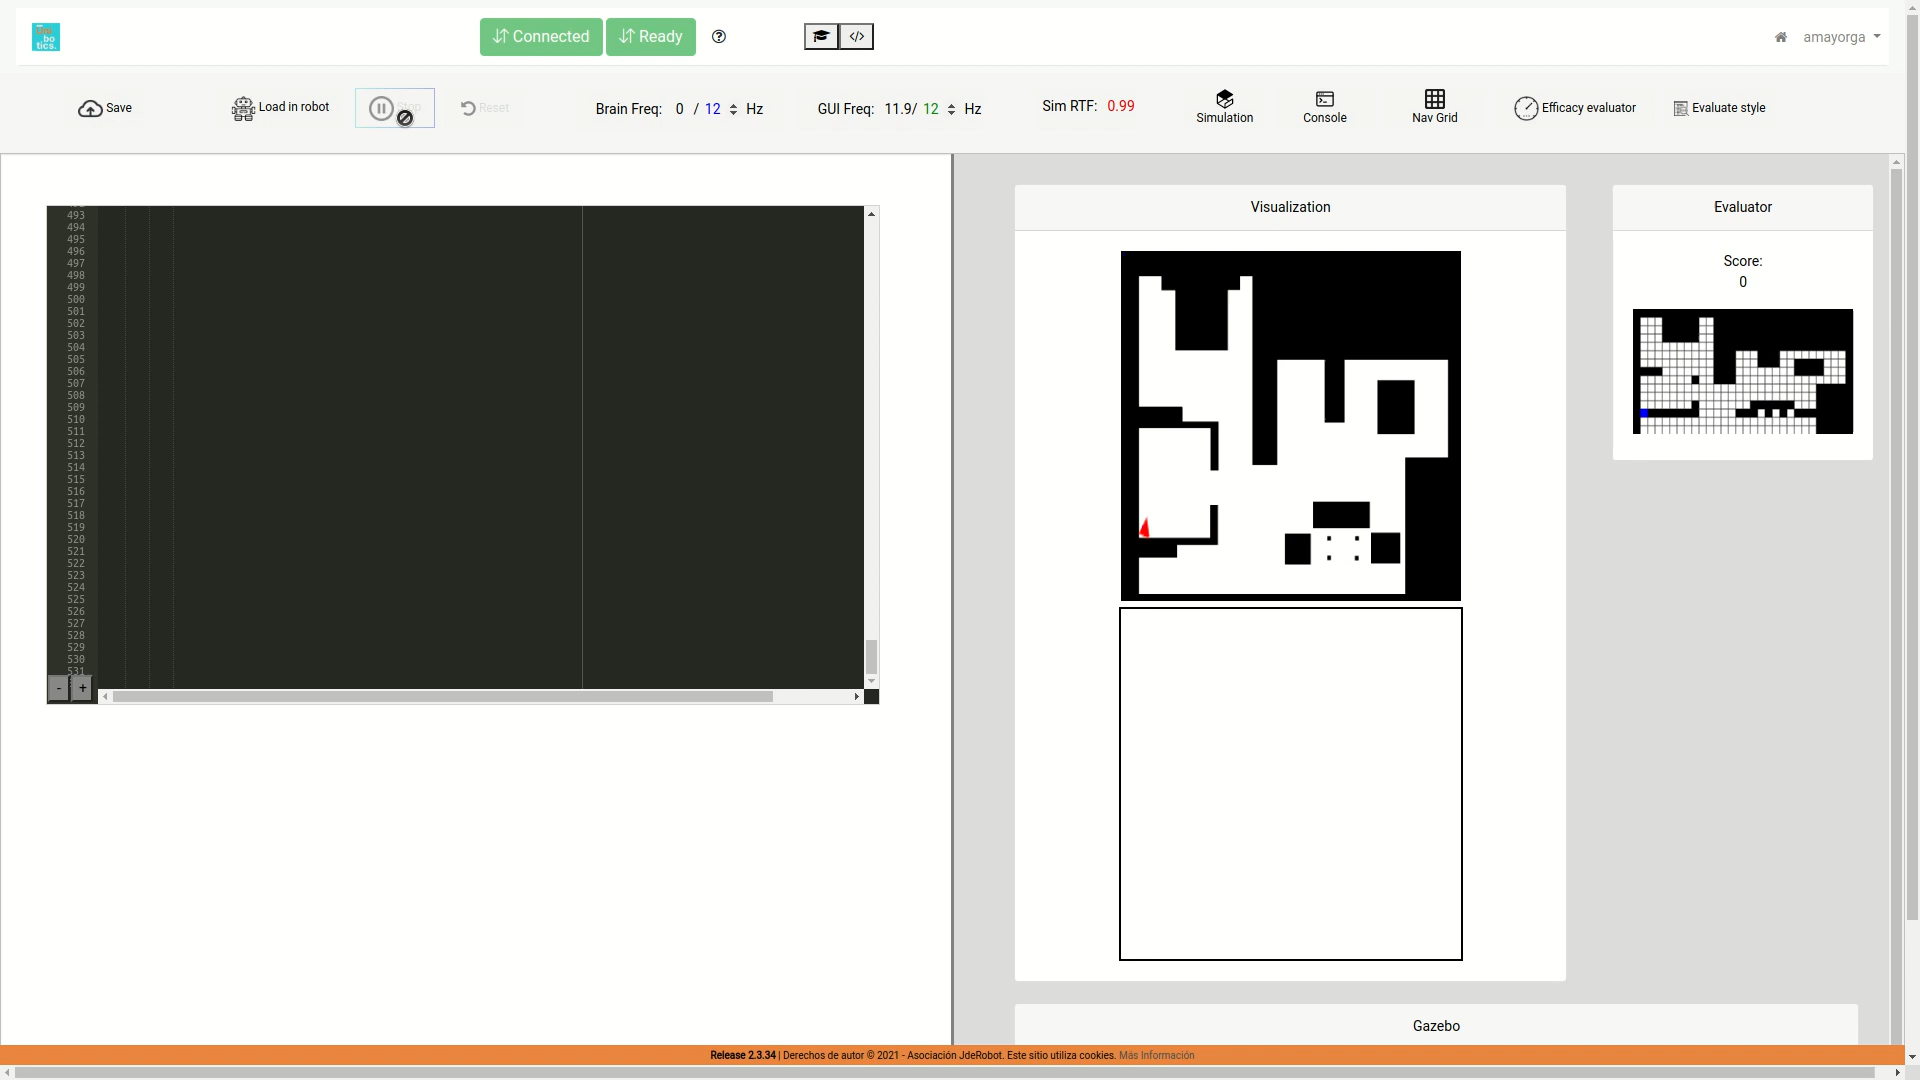 bo
tics.
Connected
Ready
amayorga
Save
Load in robot
Stop
Reset
Brain Freq: 0 / 12 Hz
GUI Freq: 11.9/ 12 Hz
Sim RTF: 0.99
Simulation
Console
Nav Grid
Efficacy evaluator
Evaluate style
493
494
495
496
497
498
499
500
501
502
503
504
505
506
507
508
509
510
511
512
513
514
515
516
517
518
519
520
521
522
523
524
525
526
527
528
529
530
531
-
+
Visualization
Evaluator
Score:
0
Gazebo
Release 2.3.34 | Derechos de autor © 2021 - Asociación JdeRobot. Este sitio utiliza cookies. Más Información